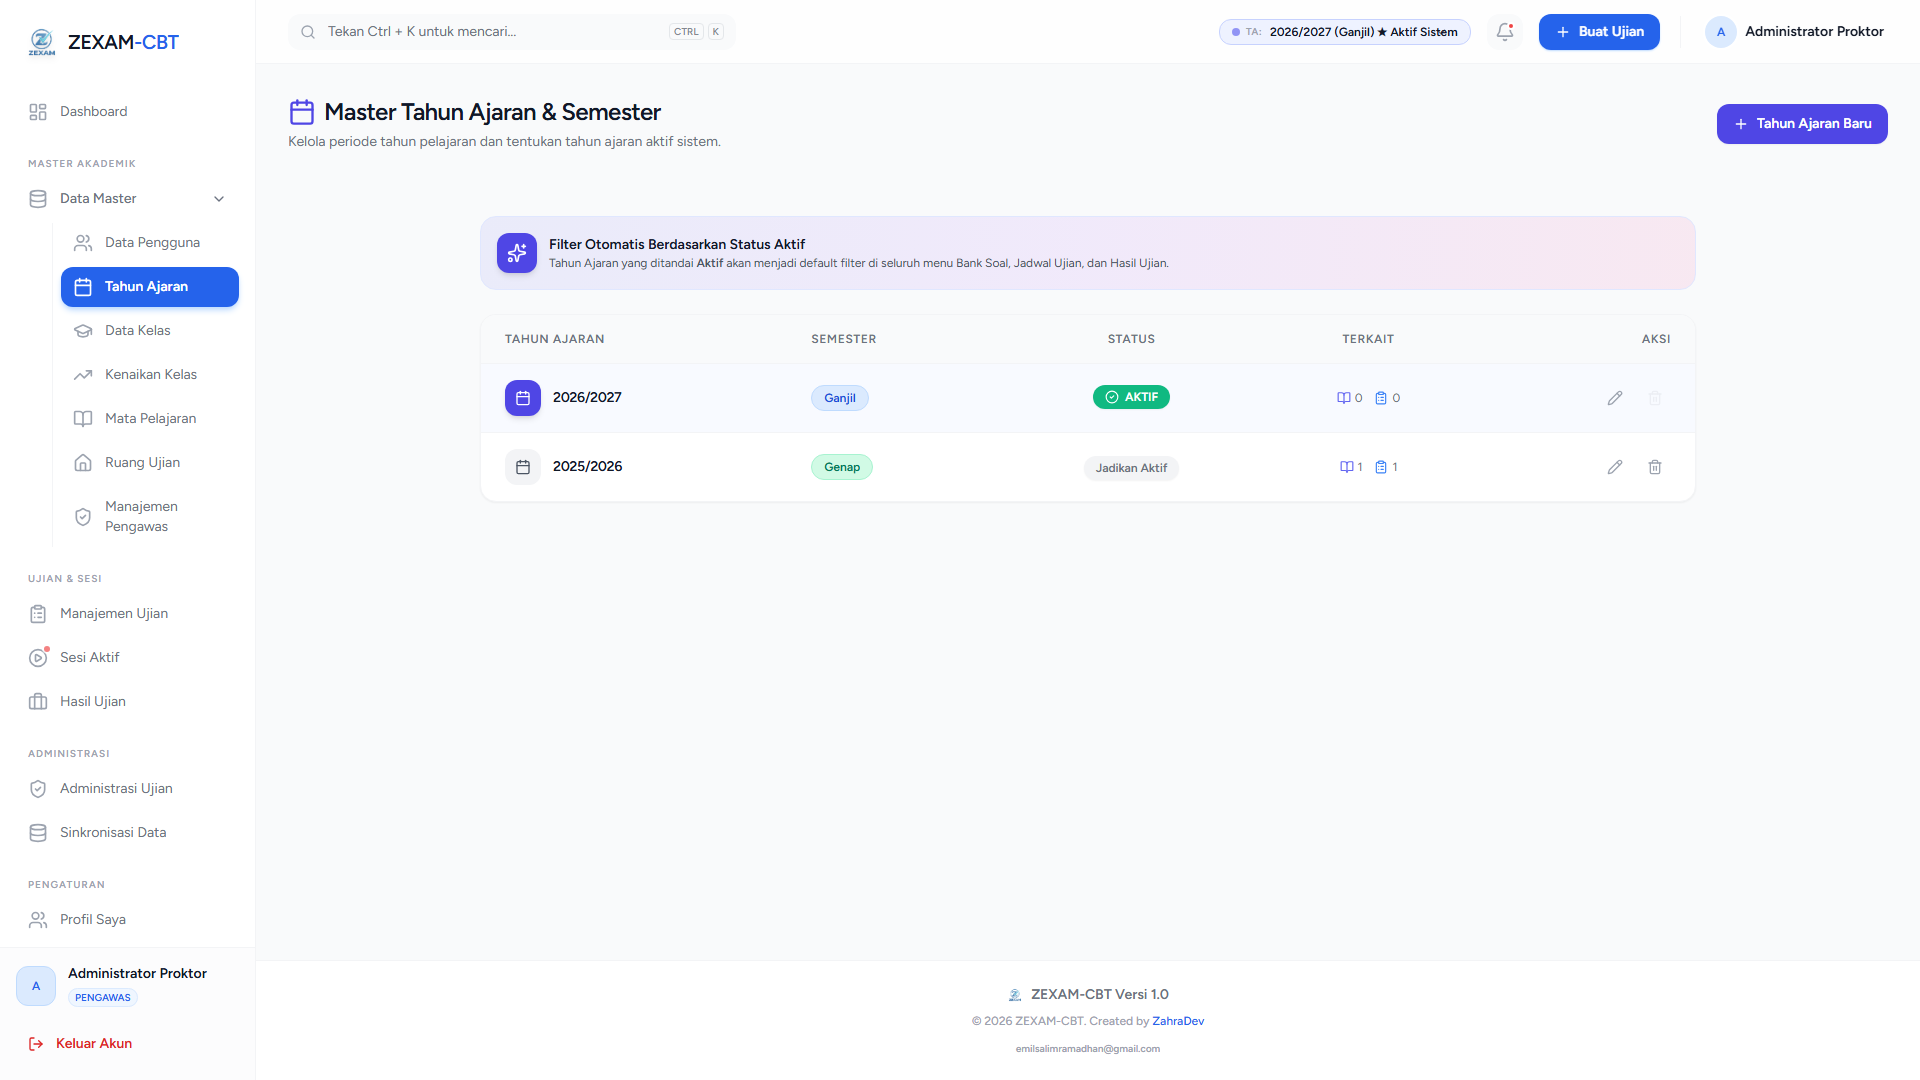 ZEXAM
ZEXAM-CBT
Tekan Ctrl + K untuk mencari...
CTRL K
TA: 2026/2027 (Ganjil) ★ Aktif Sistem
Buat Ujian
A
Administrator Proktor
Dashboard
MASTER AKADEMIK
Data Master
Data Pengguna
Tahun Ajaran
Data Kelas
Kenaikan Kelas
Mata Pelajaran
Ruang Ujian
Manajemen
Pengawas
UJIAN & SESI
Manajemen Ujian
Sesi Aktif
Hasil Ujian
ADMINISTRASI
Administrasi Ujian
Sinkronisasi Data
PENGATURAN
Profil Saya
A
Administrator Proktor
PENGAWAS
Keluar Akun
Master Tahun Ajaran & Semester
Kelola periode tahun pelajaran dan tentukan tahun ajaran aktif sistem.
Tahun Ajaran Baru
Filter Otomatis Berdasarkan Status Aktif
Tahun Ajaran yang ditandai Aktif akan menjadi default filter di seluruh menu Bank Soal, Jadwal Ujian, dan Hasil Ujian.
TAHUN AJARAN SEMESTER STATUS TERKAIT AKSI
2026/2027 Ganjil AKTIF 0 0
2025/2026 Genap Jadikan Aktif 1 1
ZEXAM-CBT Versi 1.0
© 2026 ZEXAM-CBT. Created by ZahraDev
emilsalimramadhan@gmail.com